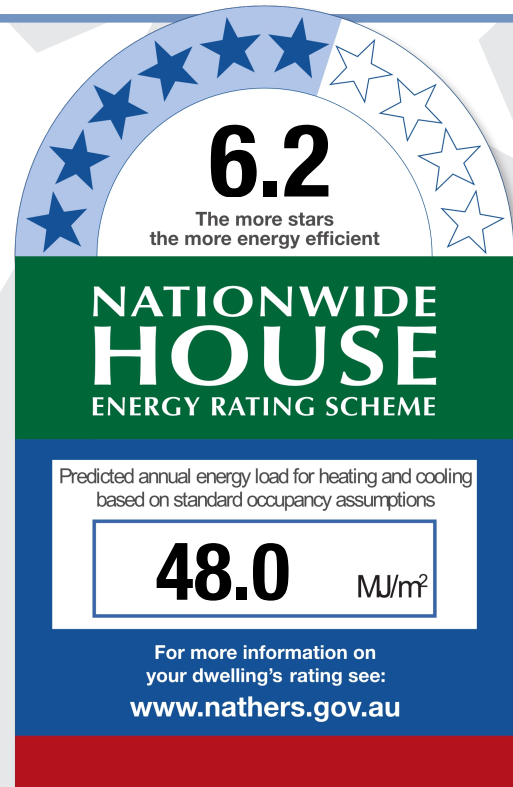 6.2
The more stars
the more energy efficient
NATIONWIDE
HOUSE
ENERGY RATING SCHEME
Predicted annual energy load for heating and cooling
based on standard occupancy assumptions
48.0 MJ/m²
For more information on
your dwelling's rating see:
www.nathers.gov.au